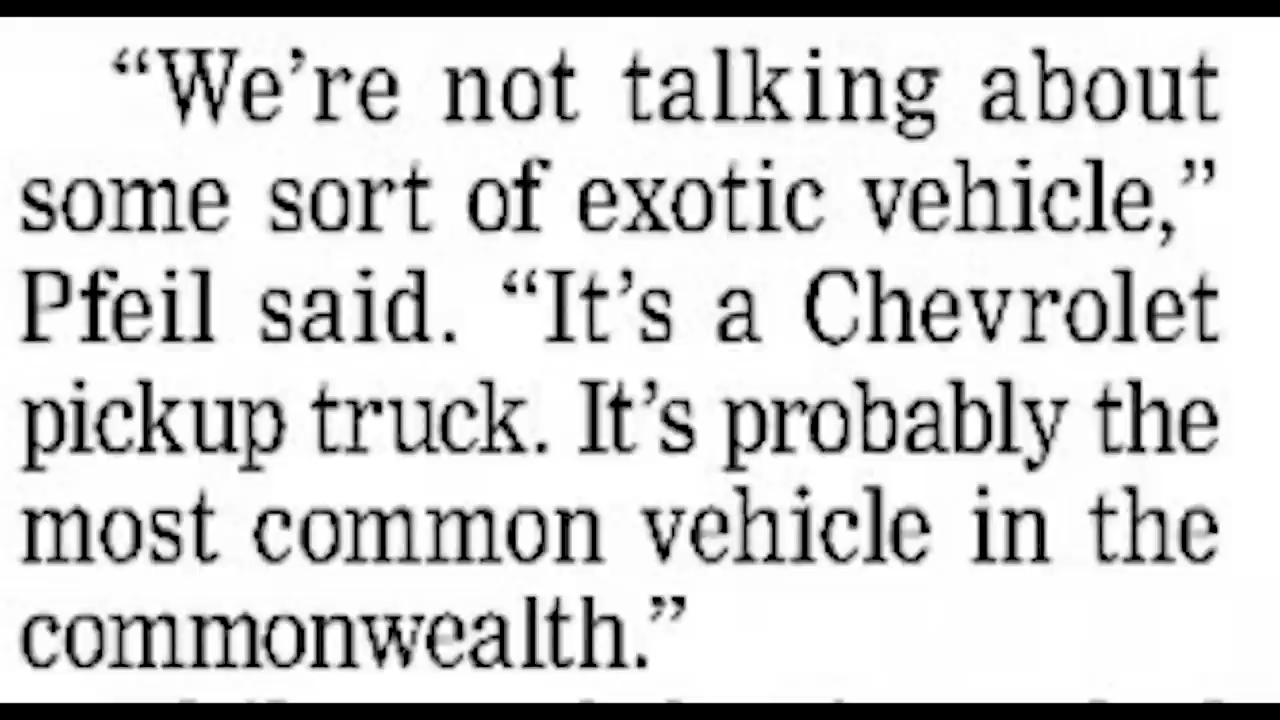 “We’re not talking about
some sort of exotic vehicle,”
Pfeil said. “It’s a Chevrolet
pickup truck. It’s probably the
most common vehicle in the
commonwealth.”